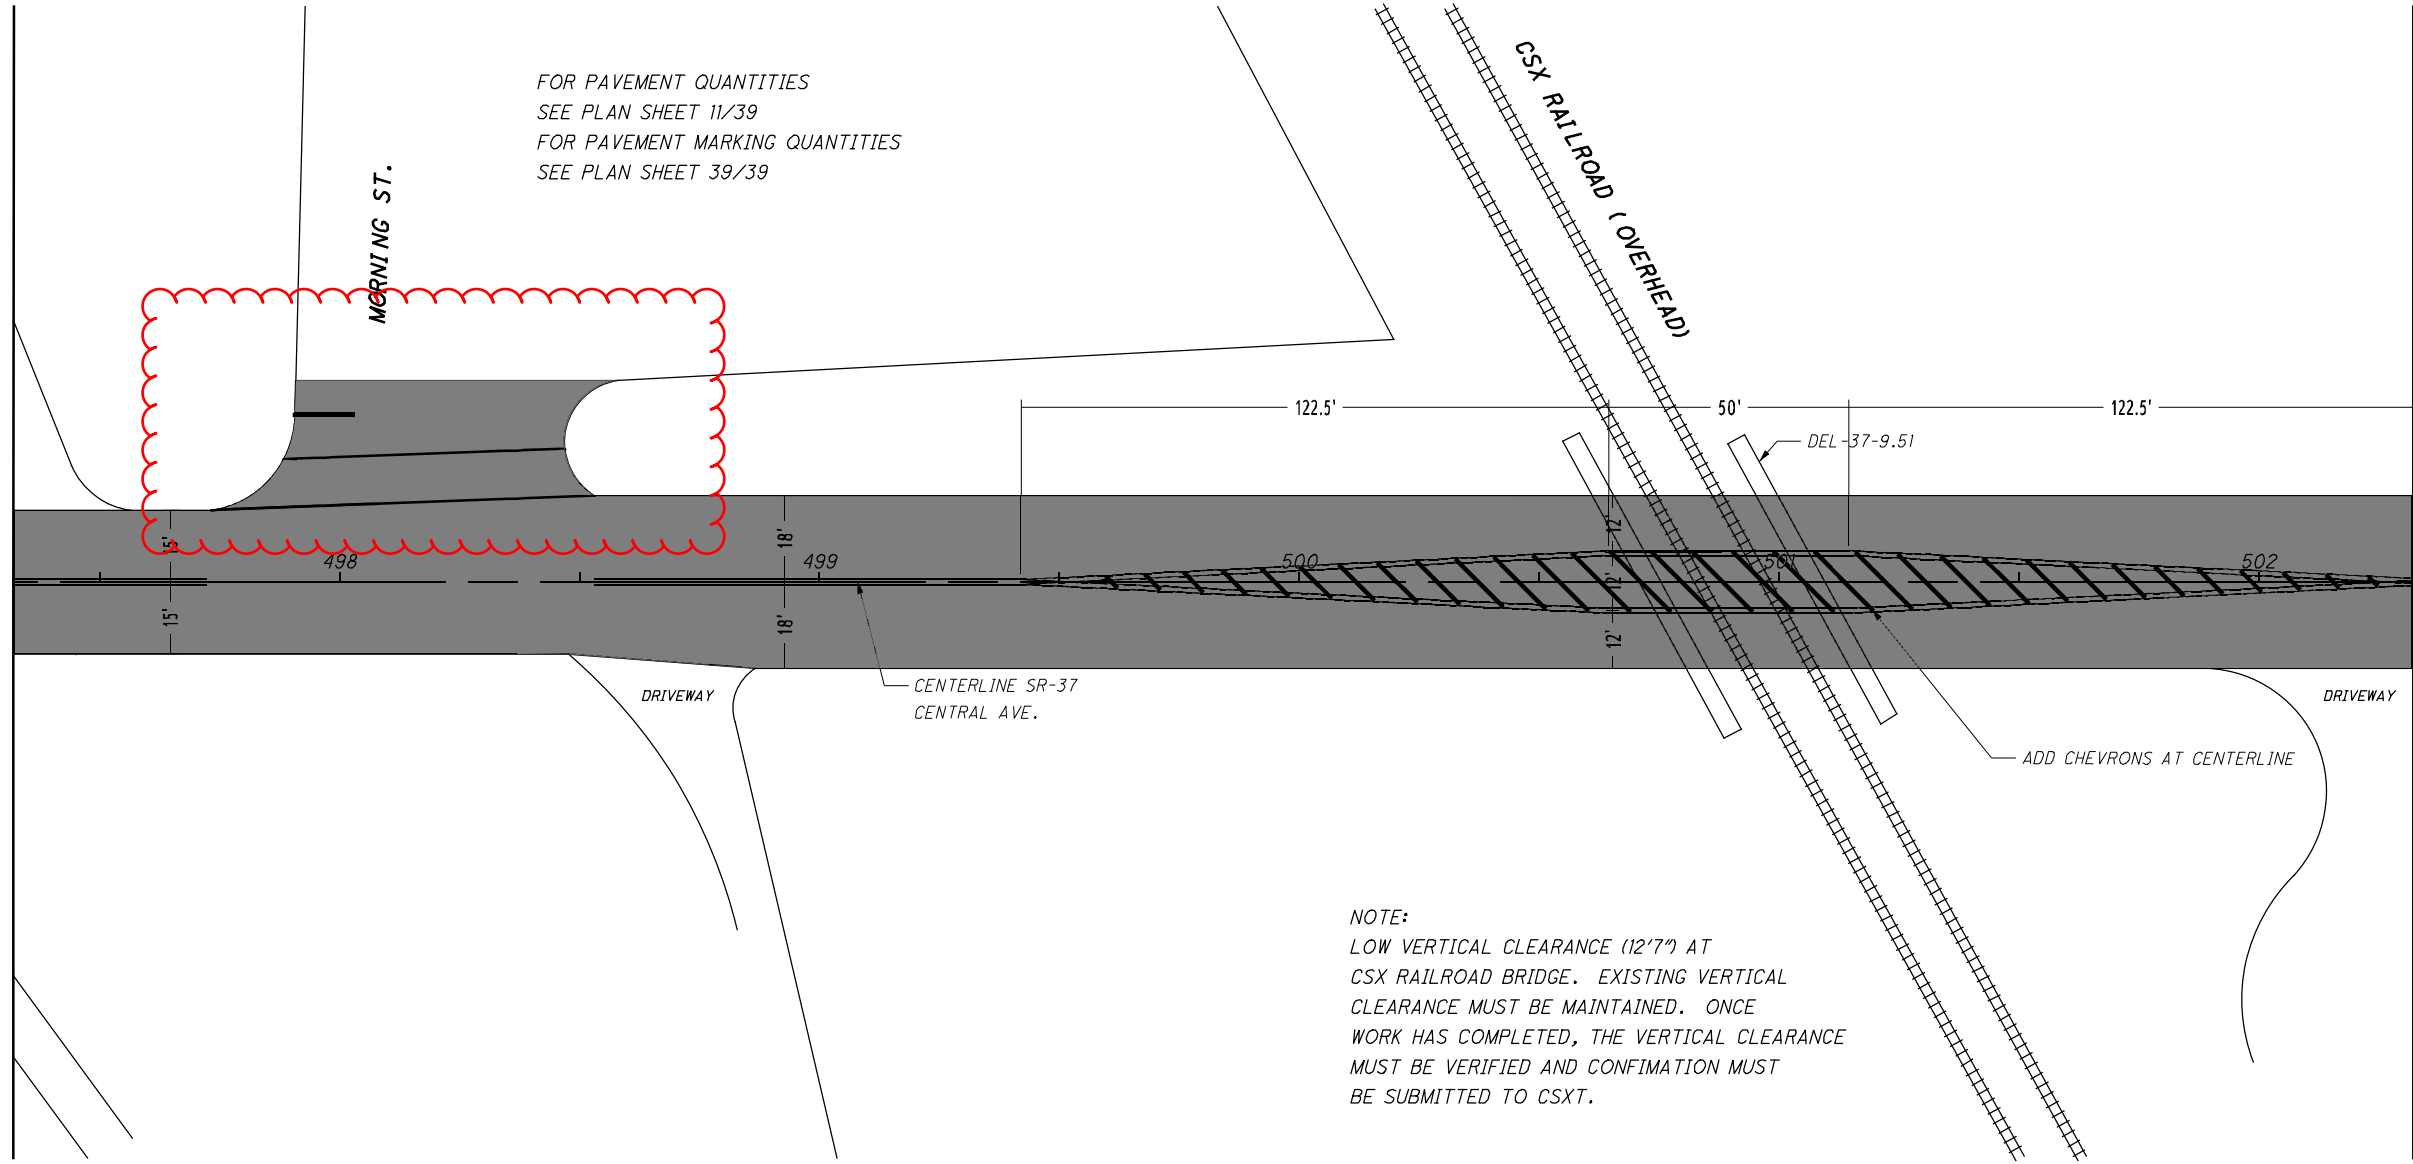 FOR PAVEMENT QUANTITIES
SEE PLAN SHEET 11/39
FOR PAVEMENT MARKING QUANTITIES
SEE PLAN SHEET 39/39
MORNING ST.
CSX RAILROAD (OVERHEAD)
122.5'
50'
122.5'
DEL-37-9.51
15'
18'
12'
498
499
500
501
502
12'
15'
18'
12'
DRIVEWAY
CENTERLINE SR-37
CENTRAL AVE.
DRIVEWAY
ADD CHEVRONS AT CENTERLINE
NOTE:
LOW VERTICAL CLEARANCE (12'7") AT
CSX RAILROAD BRIDGE. EXISTING VERTICAL
CLEARANCE MUST BE MAINTAINED. ONCE
WORK HAS COMPLETED, THE VERTICAL CLEARANCE
MUST BE VERIFIED AND CONFIMATION MUST
BE SUBMITTED TO CSXT.